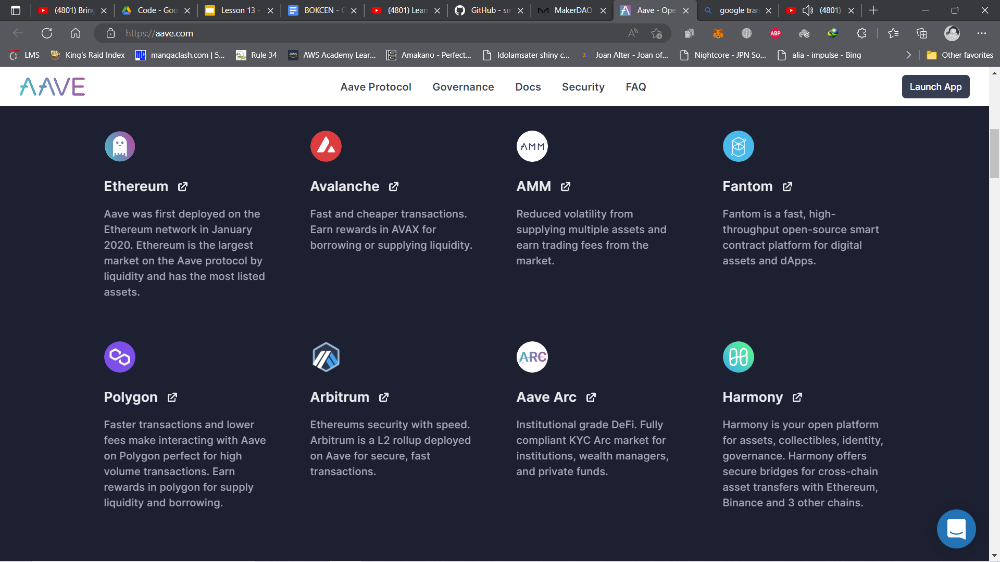 (4801) Bring
Code - Goo
Lesson 13 -
BOKCEN - G
(4801) Learn
GitHub - sm
MakerDAO
Aave - Ope
google tran
(4801)
https://aave.com
ABP
LMS
King's Raid Index
mangaclash.com | 5...
Rule 34
aws
AWS Academy Lear...
Amakano - Perfect...
Idolamsater shiny c...
Joan Alter - Joan of...
Nightcore - JPN So...
alia - impulse - Bing
Other favorites
AAVE
Aave Protocol
Governance
Docs
Security
FAQ
Launch App
Ethereum
Aave was first deployed on the
Ethereum network in January
2020. Ethereum is the largest
market on the Aave protocol by
liquidity and has the most listed
assets.
Avalanche
Fast and cheaper transactions.
Earn rewards in AVAX for
borrowing or supplying liquidity.
AMM
AMM
Reduced volatility from
supplying multiple assets and
earn trading fees from the
market.
Fantom
Fantom is a fast, high-
throughput open-source smart
contract platform for digital
assets and dApps.
Polygon
Faster transactions and lower
fees make interacting with Aave
on Polygon perfect for high
volume transactions. Earn
rewards in polygon for supply
liquidity and borrowing.
Arbitrum
Ethereums security with speed.
Arbitrum is a L2 rollup deployed
on Aave for secure, fast
transactions.
ARC
Aave Arc
Institutional grade DeFi. Fully
compliant KYC Arc market for
institutions, wealth managers,
and private funds.
Harmony
Harmony is your open platform
for assets, collectibles, identity,
governance. Harmony offers
secure bridges for cross-chain
asset transfers with Ethereum,
Binance and 3 other chains.